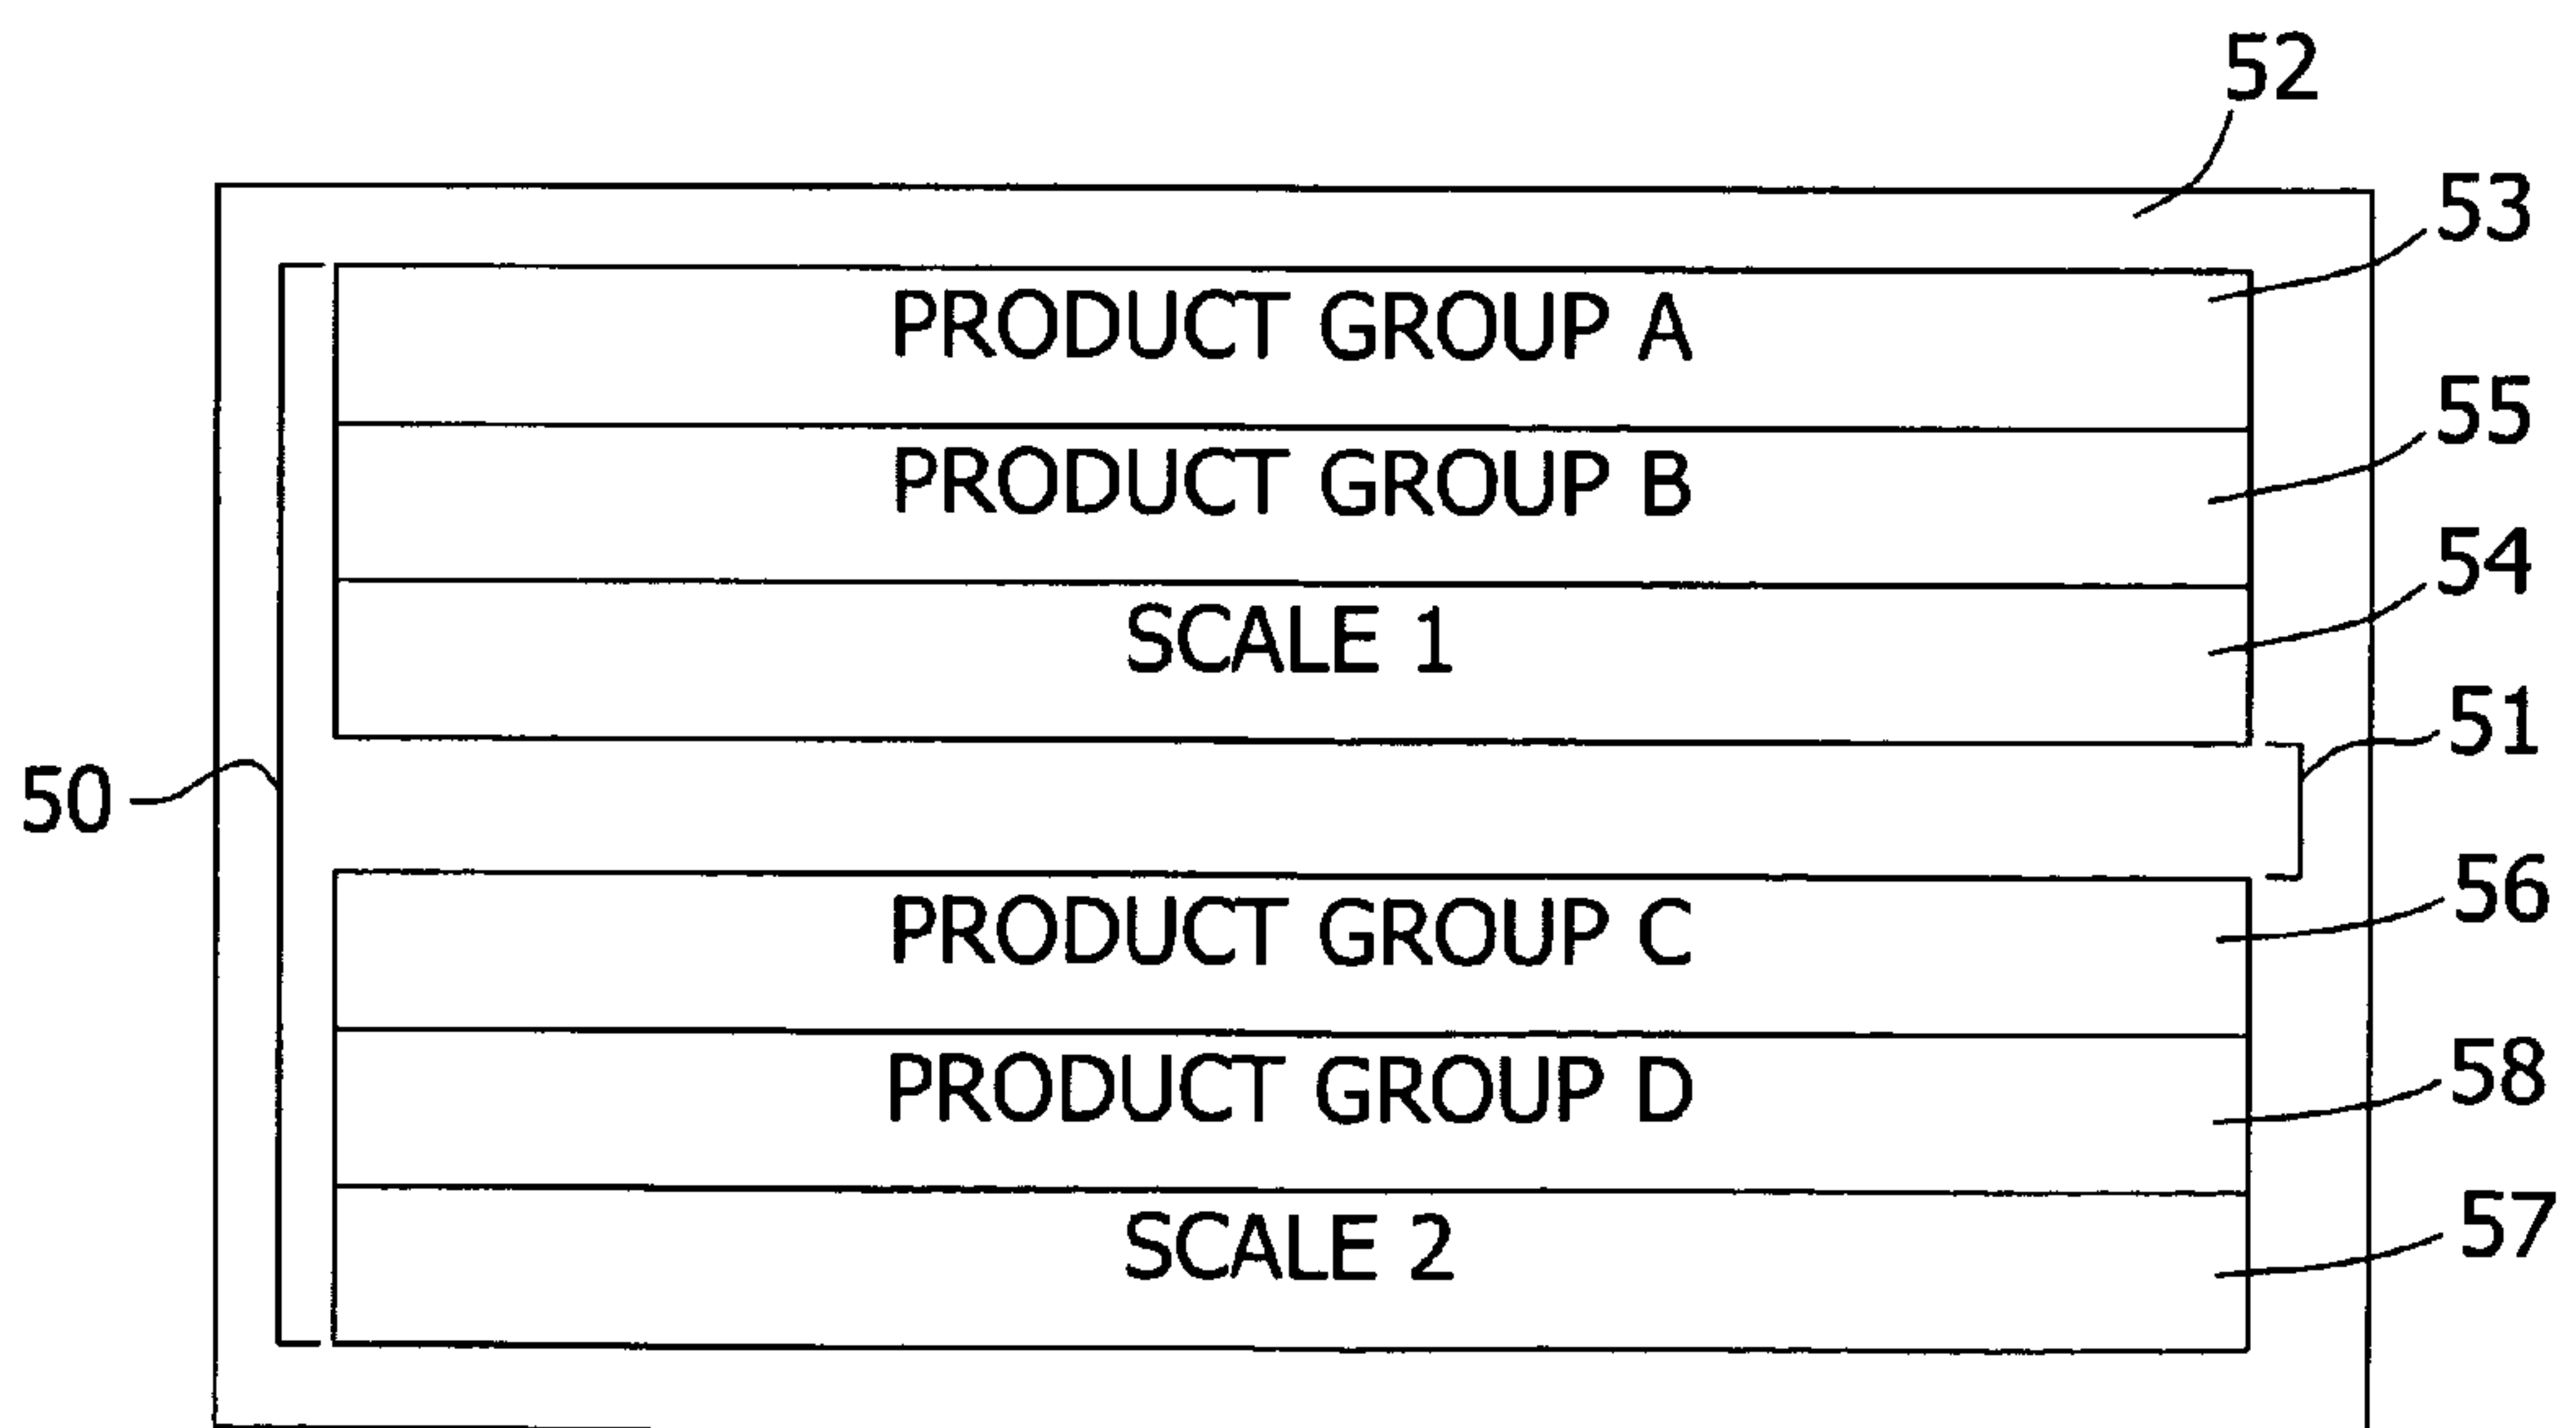 52
53
PRODUCT GROUP A
55
PRODUCT GROUP B
54
SCALE 1
51
50
56
PRODUCT GROUP C
58
PRODUCT GROUP D
57
SCALE 2